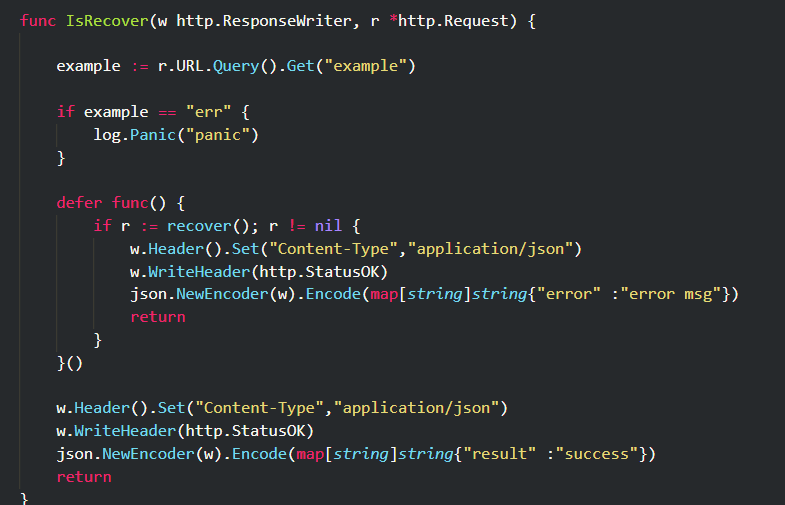 func IsRecover(w http.ResponseWriter, r *http.Request) {
example := r.URL.Query().Get("example")
if example == "err" {
log.Panic("panic")
}
defer func() {
if r := recover(); r != nil {
w.Header().Set("Content-Type","application/json")
w.WriteHeader(http.StatusOK)
json.NewEncoder(w).Encode(map[string]string{"error" :"error msg"})
return
}
}()
w.Header().Set("Content-Type","application/json")
w.WriteHeader(http.StatusOK)
json.NewEncoder(w).Encode(map[string]string{"result" :"success"})
return
}